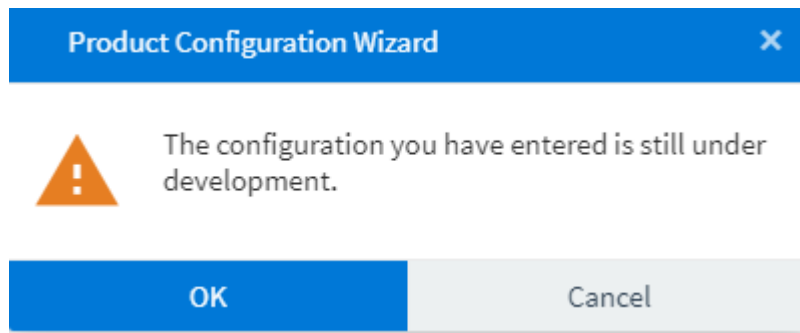 Product Configuration Wizard
The configuration you have entered is still under
development.
OK
Cancel